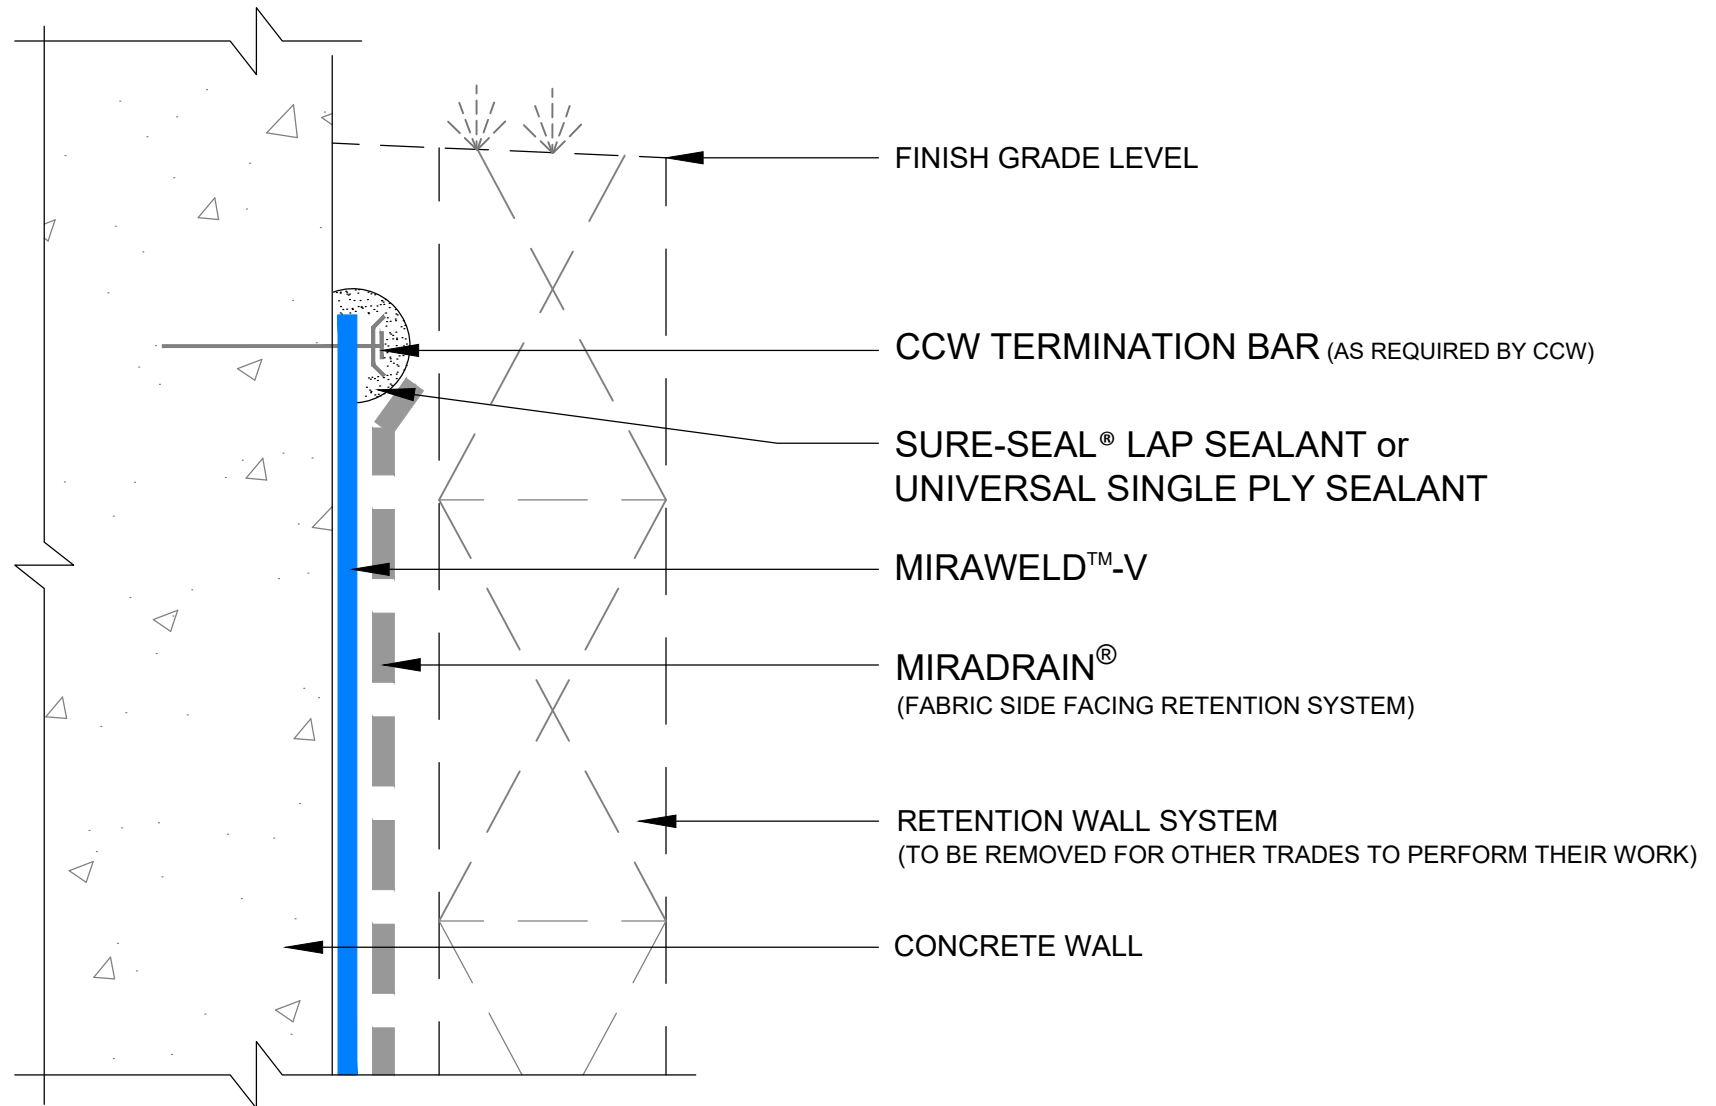 FINISH GRADE LEVEL
CCW TERMINATION BAR (AS REQUIRED BY CCW)
SURE-SEAL® LAP SEALANT or
UNIVERSAL SINGLE PLY SEALANT
MIRAWELD™-V
MIRADRAIN®
(FABRIC SIDE FACING RETENTION SYSTEM)
RETENTION WALL SYSTEM
(TO BE REMOVED FOR OTHER TRADES TO PERFORM THEIR WORK)
CONCRETE WALL